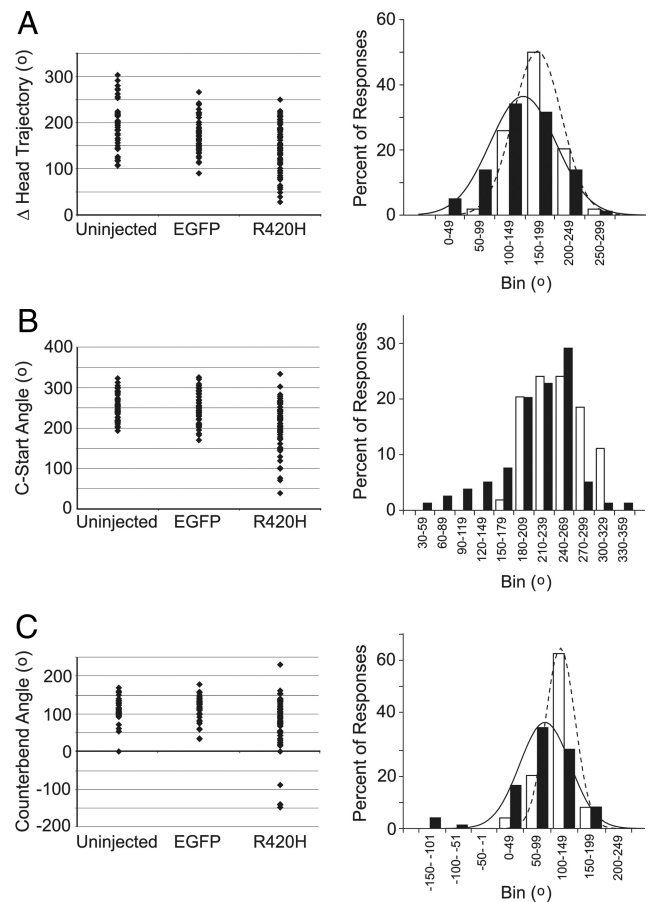 A
Δ Head Trajectory (o)
300
200
100
0
Uninjected
EGFP
R420H
Percent of Responses
60
40
20
0
0-49
50-99
100-149
150-199
200-249
250-299
Bin (o)
B
C-Start Angle (o)
400
300
200
100
0
Uninjected
EGFP
R420H
Percent of Responses
30
20
10
0
30-59
60-89
90-119
120-149
150-179
180-209
210-239
240-269
270-299
300-329
330-359
Bin (o)
C
Counterbend Angle (o)
200
100
0
-100
-200
Uninjected
EGFP
R420H
Percent of Responses
60
40
20
0
-150- -101
-100- -51
-50- -1
0-49
50-99
100-149
150-199
200-249
Bin (o)